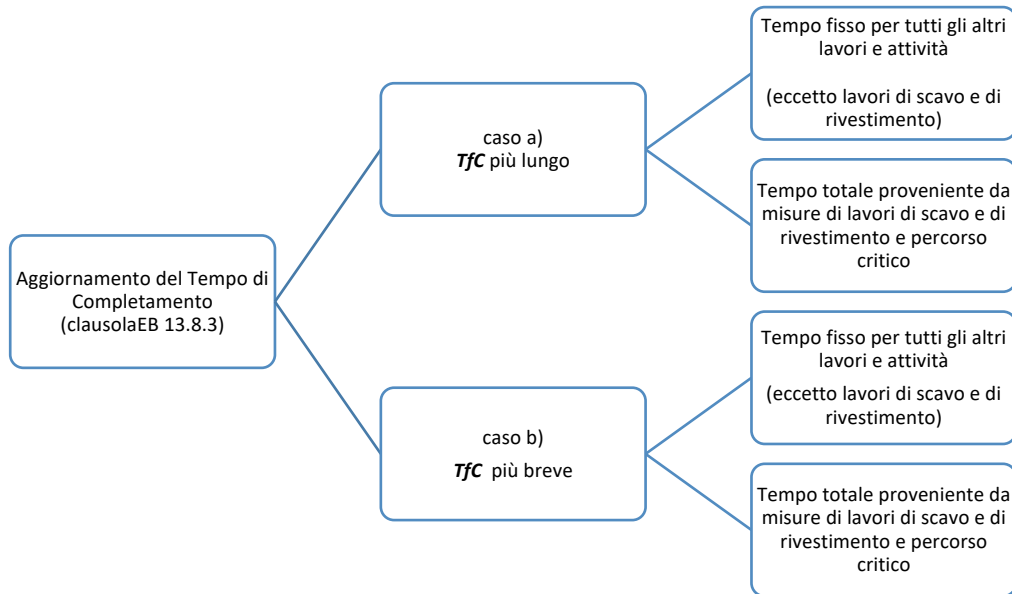 Aggiornamento del Tempo di
Completamento
(clausolaEB 13.8.3)
caso a)
TfC più lungo
Tempo fisso per tutti gli altri
lavori e attività
(eccetto lavori di scavo e di
rivestimento)
Tempo totale proveniente da
misure di lavori di scavo e di
rivestimento e percorso
critico
caso b)
TfC più breve
Tempo fisso per tutti gli altri
lavori e attività
(eccetto lavori di scavo e di
rivestimento)
Tempo totale proveniente da
misure di lavori di scavo e di
rivestimento e percorso
critico